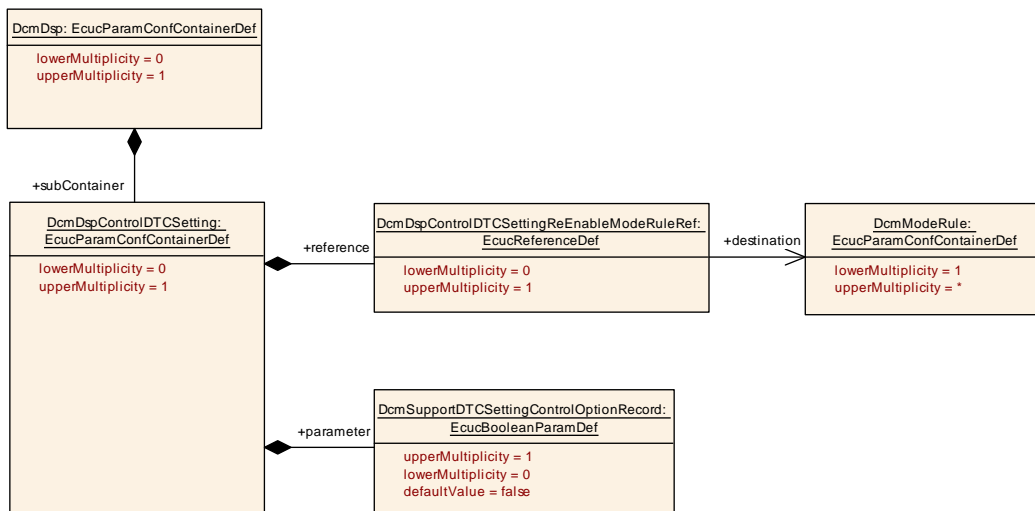 DcmDsp: EcucParamConfContainerDef
lowerMultiplicity = 0
upperMultiplicity = 1
+subContainer
DcmDspControlDTCSetting:
EcucParamConfContainerDef
lowerMultiplicity = 0
upperMultiplicity = 1
+reference
DcmDspControlDTCSettingReEnableModeRuleRef:
EcucReferenceDef
lowerMultiplicity = 0
upperMultiplicity = 1
+destination
DcmModeRule:
EcucParamConfContainerDef
lowerMultiplicity = 1
upperMultiplicity = *
+parameter
DcmSupportDTCSettingControlOptionRecord:
EcucBooleanParamDef
upperMultiplicity = 1
lowerMultiplicity = 0
defaultValue = false